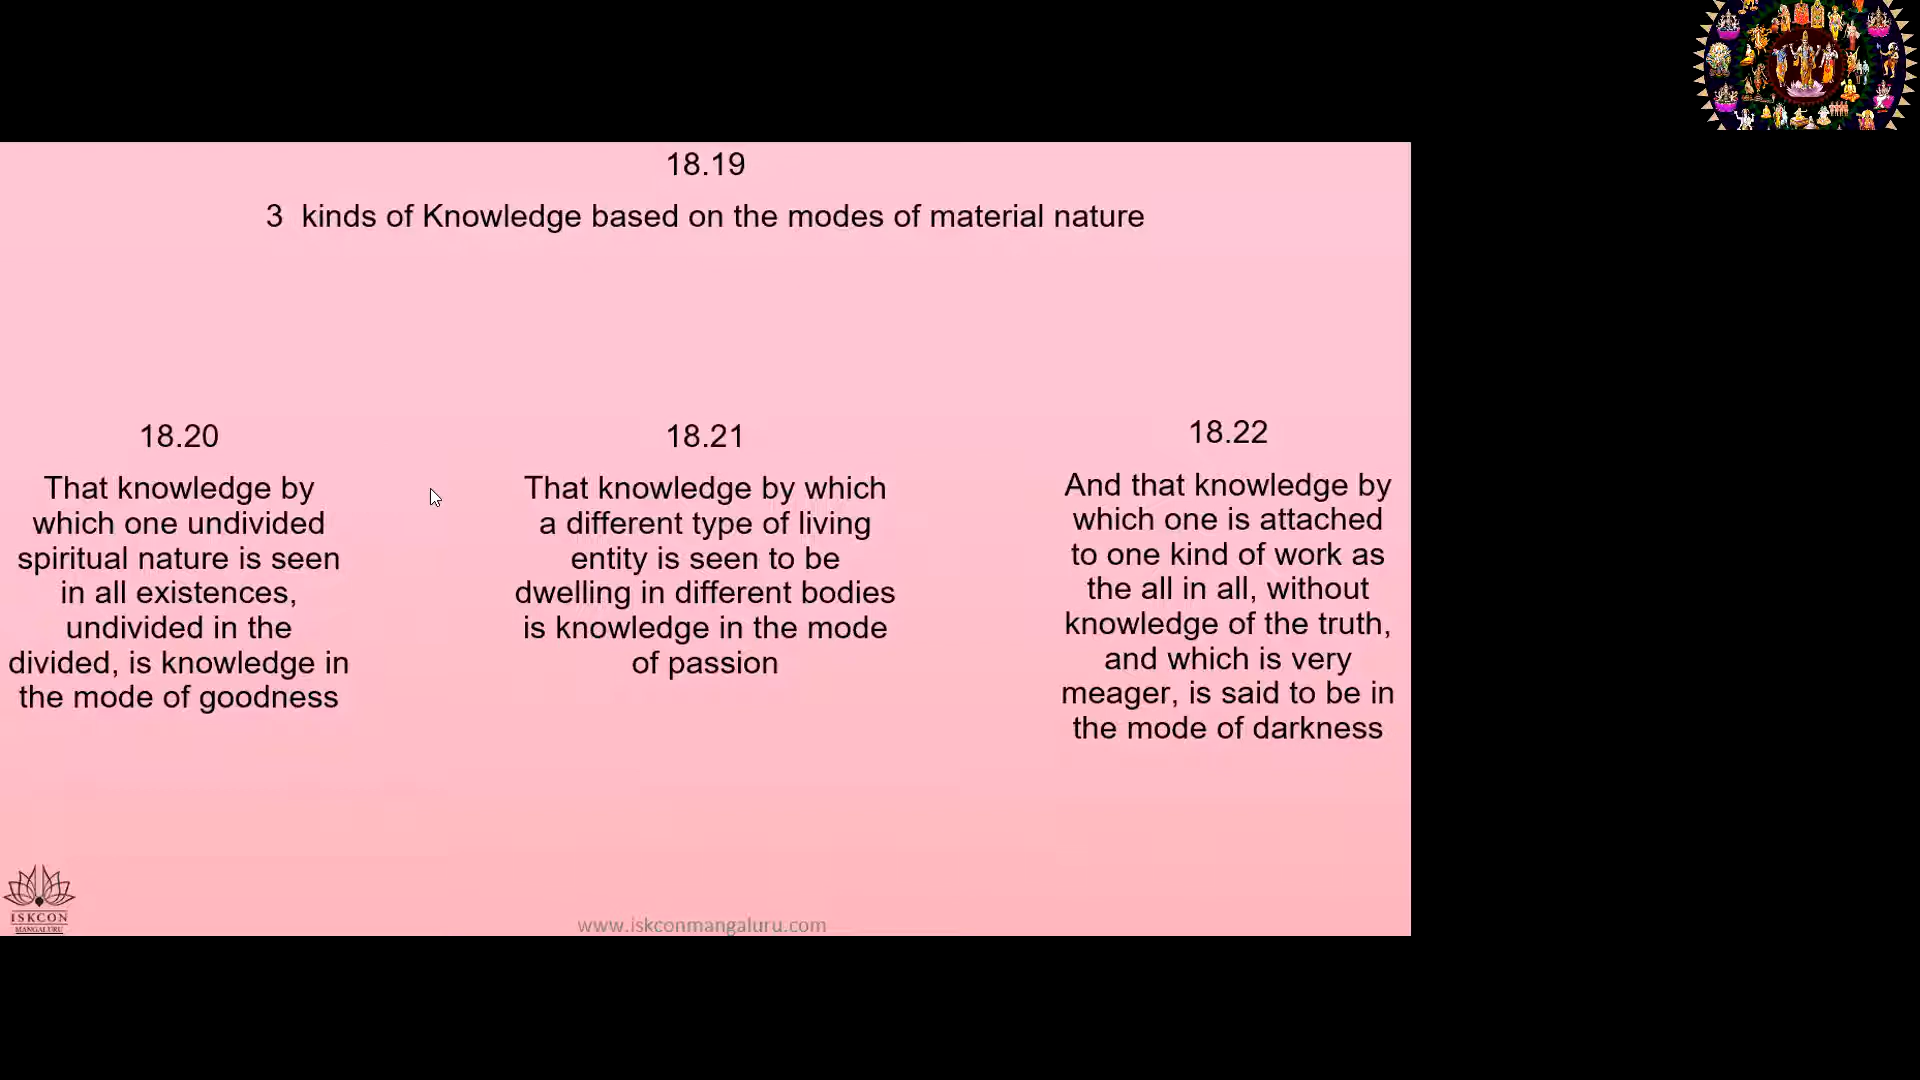 18.19
3 kinds of Knowledge based on the modes of material nature
18.20
That knowledge by
which one undivided
spiritual nature is seen
in all existences,
undivided in the
divided, is knowledge in
the mode of goodness
18.21
That knowledge by which
a different type of living
entity is seen to be
dwelling in different bodies
is knowledge in the mode
of passion
18.22
And that knowledge by
which one is attached
to one kind of work as
the all in all, without
knowledge of the truth,
and which is very
meager, is said to be in
the mode of darkness
ISKCON
MANGALURU
www.iskconmangaluru.com